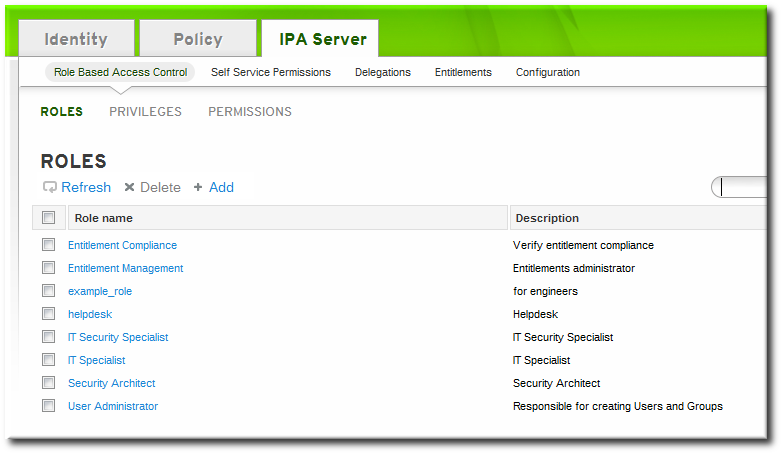 Identity Policy IPA Server
Role Based Access Control Self Service Permissions Delegations Entitlements Configuration
ROLES PRIVILEGES PERMISSIONS
ROLES
Refresh Delete Add
Role name Description
Entitlement Compliance Verify entitlement compliance
Entitlement Management Entitlements administrator
example_role for engineers
helpdesk Helpdesk
IT Security Specialist IT Security Specialist
IT Specialist IT Specialist
Security Architect Security Architect
User Administrator Responsible for creating Users and Groups